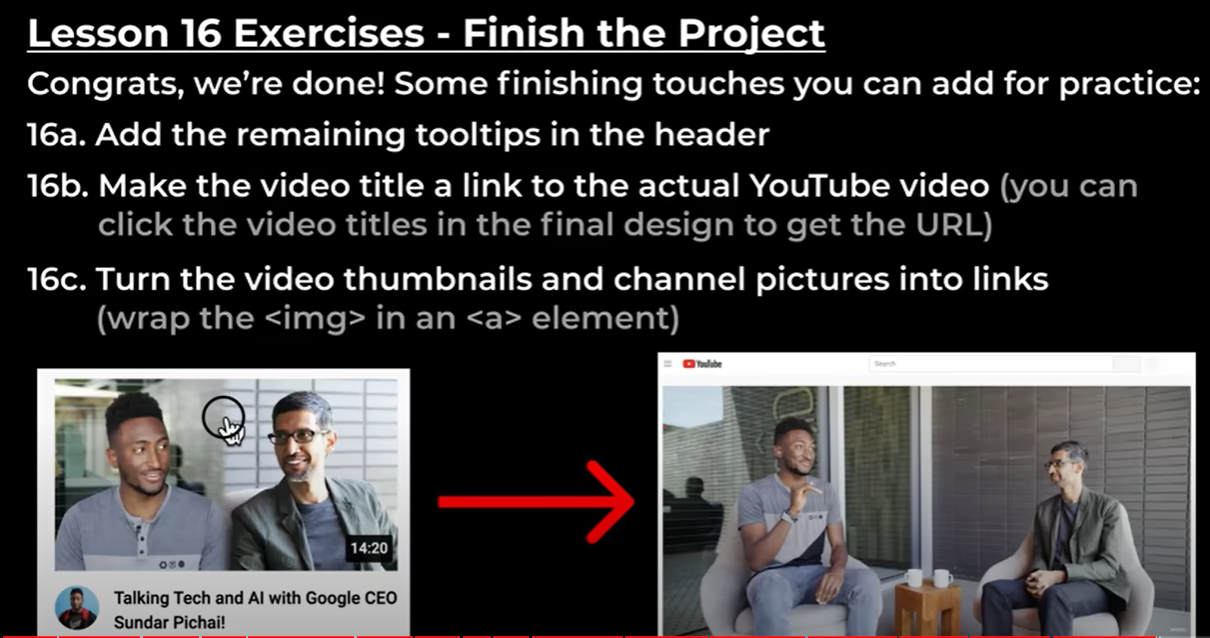 Lesson 16 Exercises - Finish the Project
Congrats, we’re done! Some finishing touches you can add for practice:
16a. Add the remaining tooltips in the header
16b. Make the video title a link to the actual YouTube video (you can
click the video titles in the final design to get the URL)
16c. Turn the video thumbnails and channel pictures into links
(wrap the <img> in an <a> element)
YouTube
Search
14:20
Talking Tech and AI with Google CEO
Sundar Pichai!